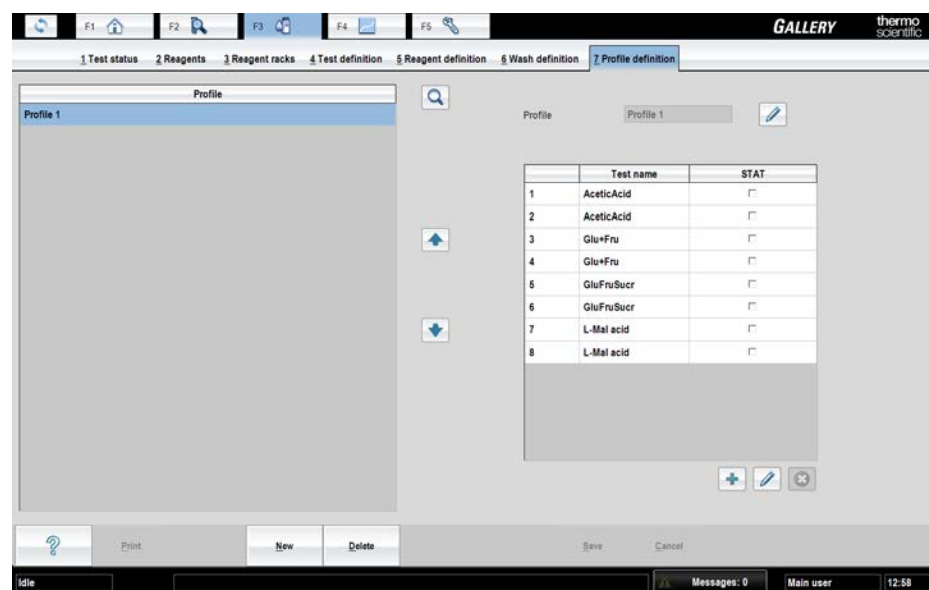 F1 F2 F3 F4 F5 GALLERY thermo scientific
1 Test status 2 Reagents 3 Reagent racks 4 Test definition 5 Reagent definition 6 Wash definition 7 Profile definition
Profile
Profile 1
Profile Profile 1
Test name STAT
1 AceticAcid
2 AceticAcid
3 Glu+Fru
4 Glu+Fru
5 GluFruSucr
6 GluFruSucr
7 L-Mal acid
8 L-Mal acid
? Print New Delete Save Cancel
Idle Messages: 0 Main user 12:58